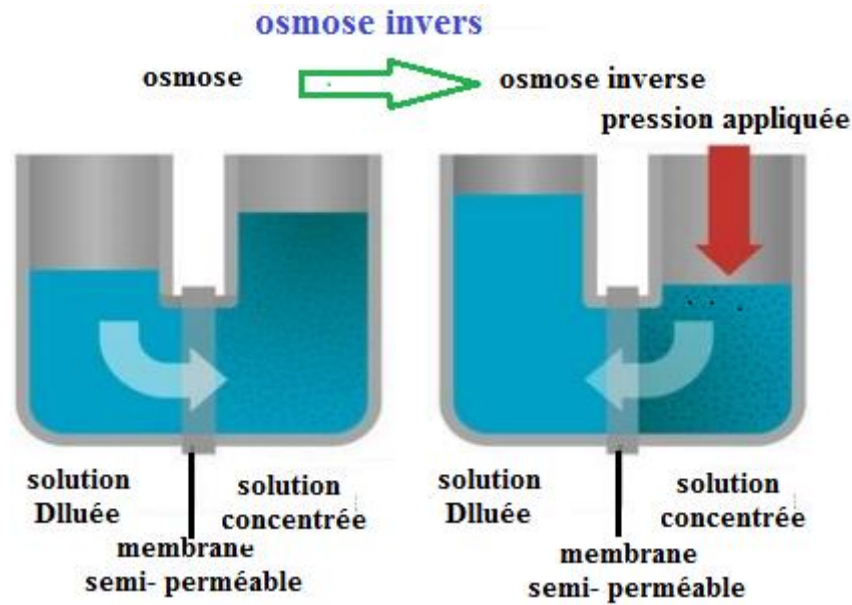 osmose invers
osmose
osmose inverse
pression appliquée
solution
Dlluée
solution
concentrée
membrane
semi- perméable
solution
Dlluée
solution
concentrée
membrane
semi- perméable